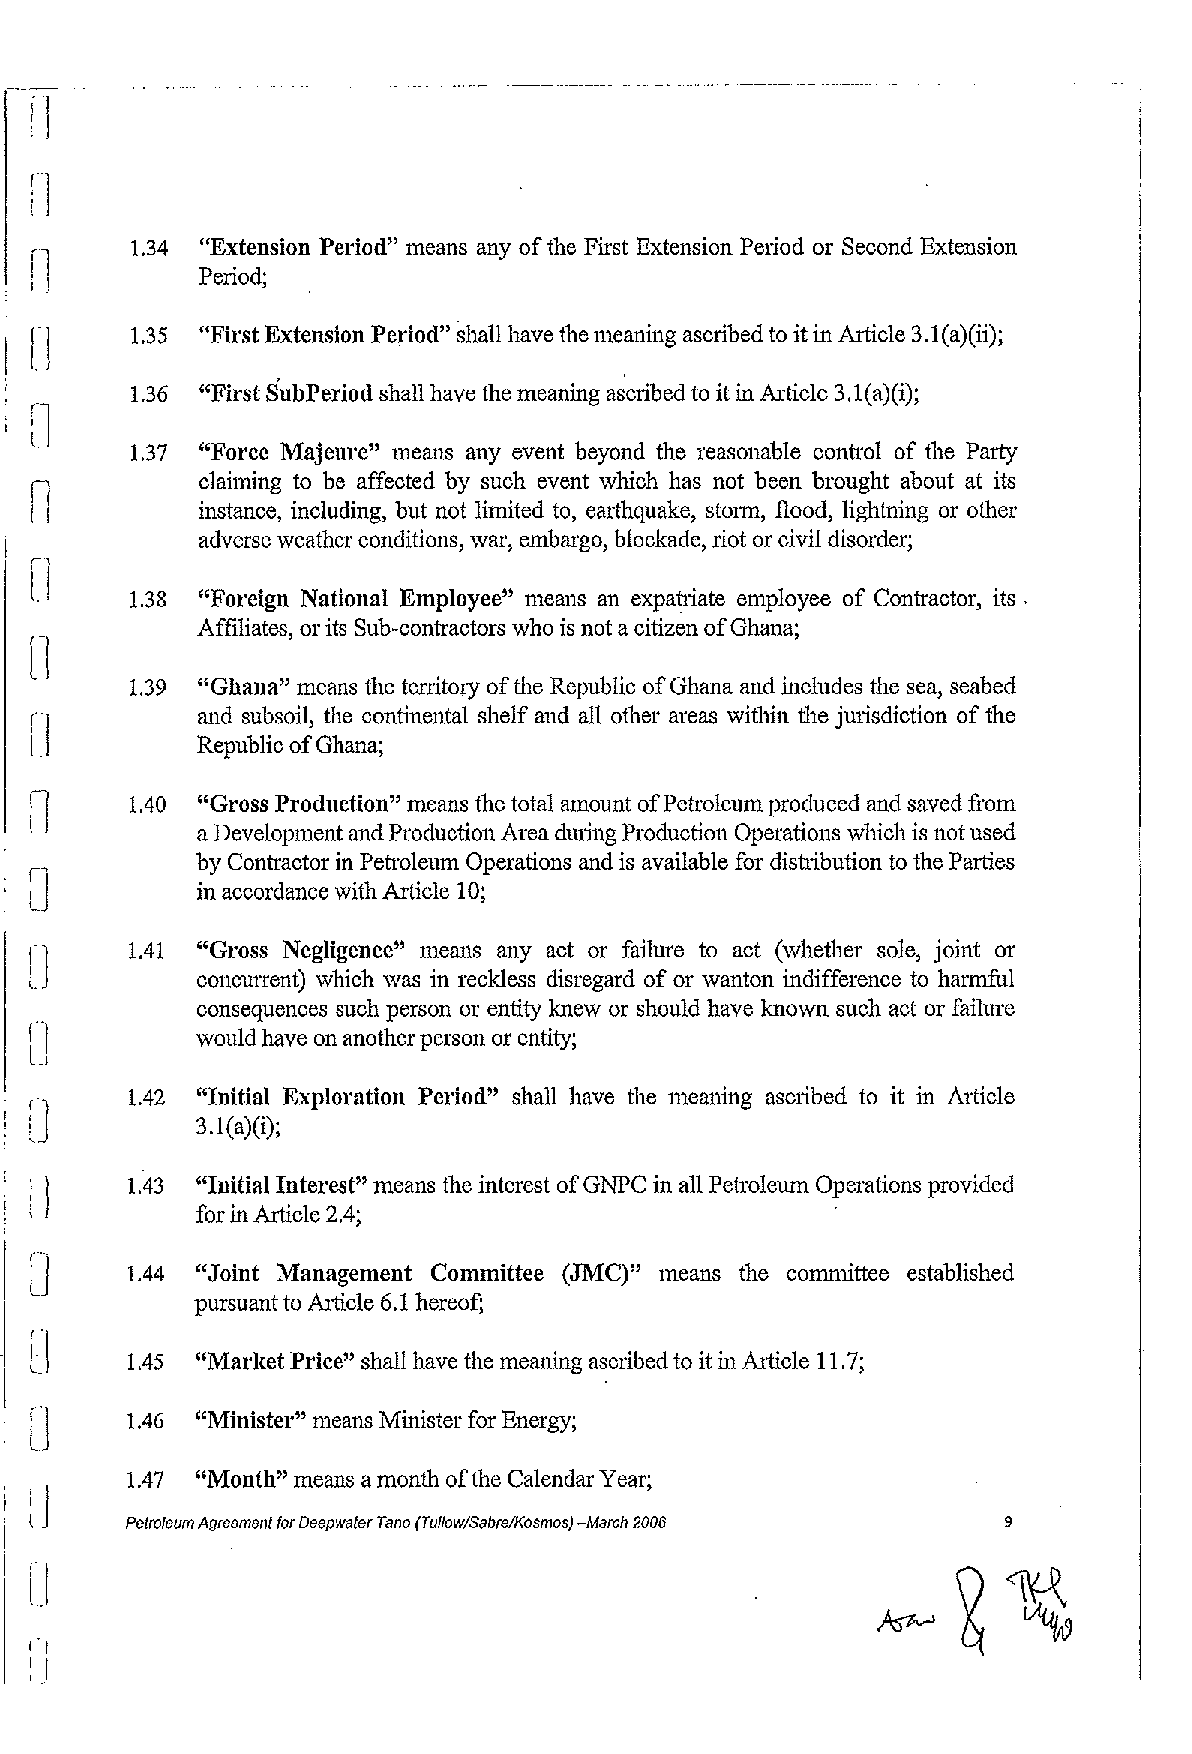 1.34 “Extension Period” means any of the First Extension Period or Second Extension
Period;
1.35 “First Extension Period” shall have the meaning ascribed to it in Article 3.1(a)(ii);
1.36 “First SubPeriod shall have the meaning ascribed to it in Article 3.1(a)(i);
1.37 “Force Majeure” means any event beyond the reasonable control of the Party
claiming to be affected by such event which has not been brought about at its
instance, including, but not limited to, earthquake, storm, flood, lightning or other
adverse weather conditions, war, embargo, blockade, riot or civil disorder;
1.38 “Foreign National Employee” means an expatriate employee of Contractor, its
Affiliates, or its Sub-contractors who is not a citizen of Ghana;
1.39 “Ghana” means the territory of the Republic of Ghana and includes the sea, seabed
and subsoil, the continental shelf and all other areas within the jurisdiction of the
Republic of Ghana;
1.40 “Gross Production” means the total amount of Petroleum produced and saved from
a Development and Production Area during Production Operations which is not used
by Contractor in Petroleum Operations and is available for distribution to the Parties
in accordance with Article 10;
1.41 “Gross Negligence” means any act or failure to act (whether sole, joint or
concurrent) which was in reckless disregard of or wanton indifference to harmful
consequences such person or entity knew or should have known such act or failure
would have on another person or entity;
1.42 “Initial Exploration Period” shall have the meaning ascribed to it in Article
3.1(a)(i);
1.43 “Initial Interest” means the interest of GNPC in all Petroleum Operations provided
for in Article 2.4;
1.44 “Joint Management Committee (JMC)” means the committee established
pursuant to Article 6.1 hereof;
1.45 “Market Price” shall have the meaning ascribed to it in Article 11.7;
1.46 “Minister” means Minister for Energy;
1.47 “Month” means a month of the Calendar Year;
Petroleum Agreement for Deepwater Tano (Tullow/Sabre/Kosmos) –March 2006 9